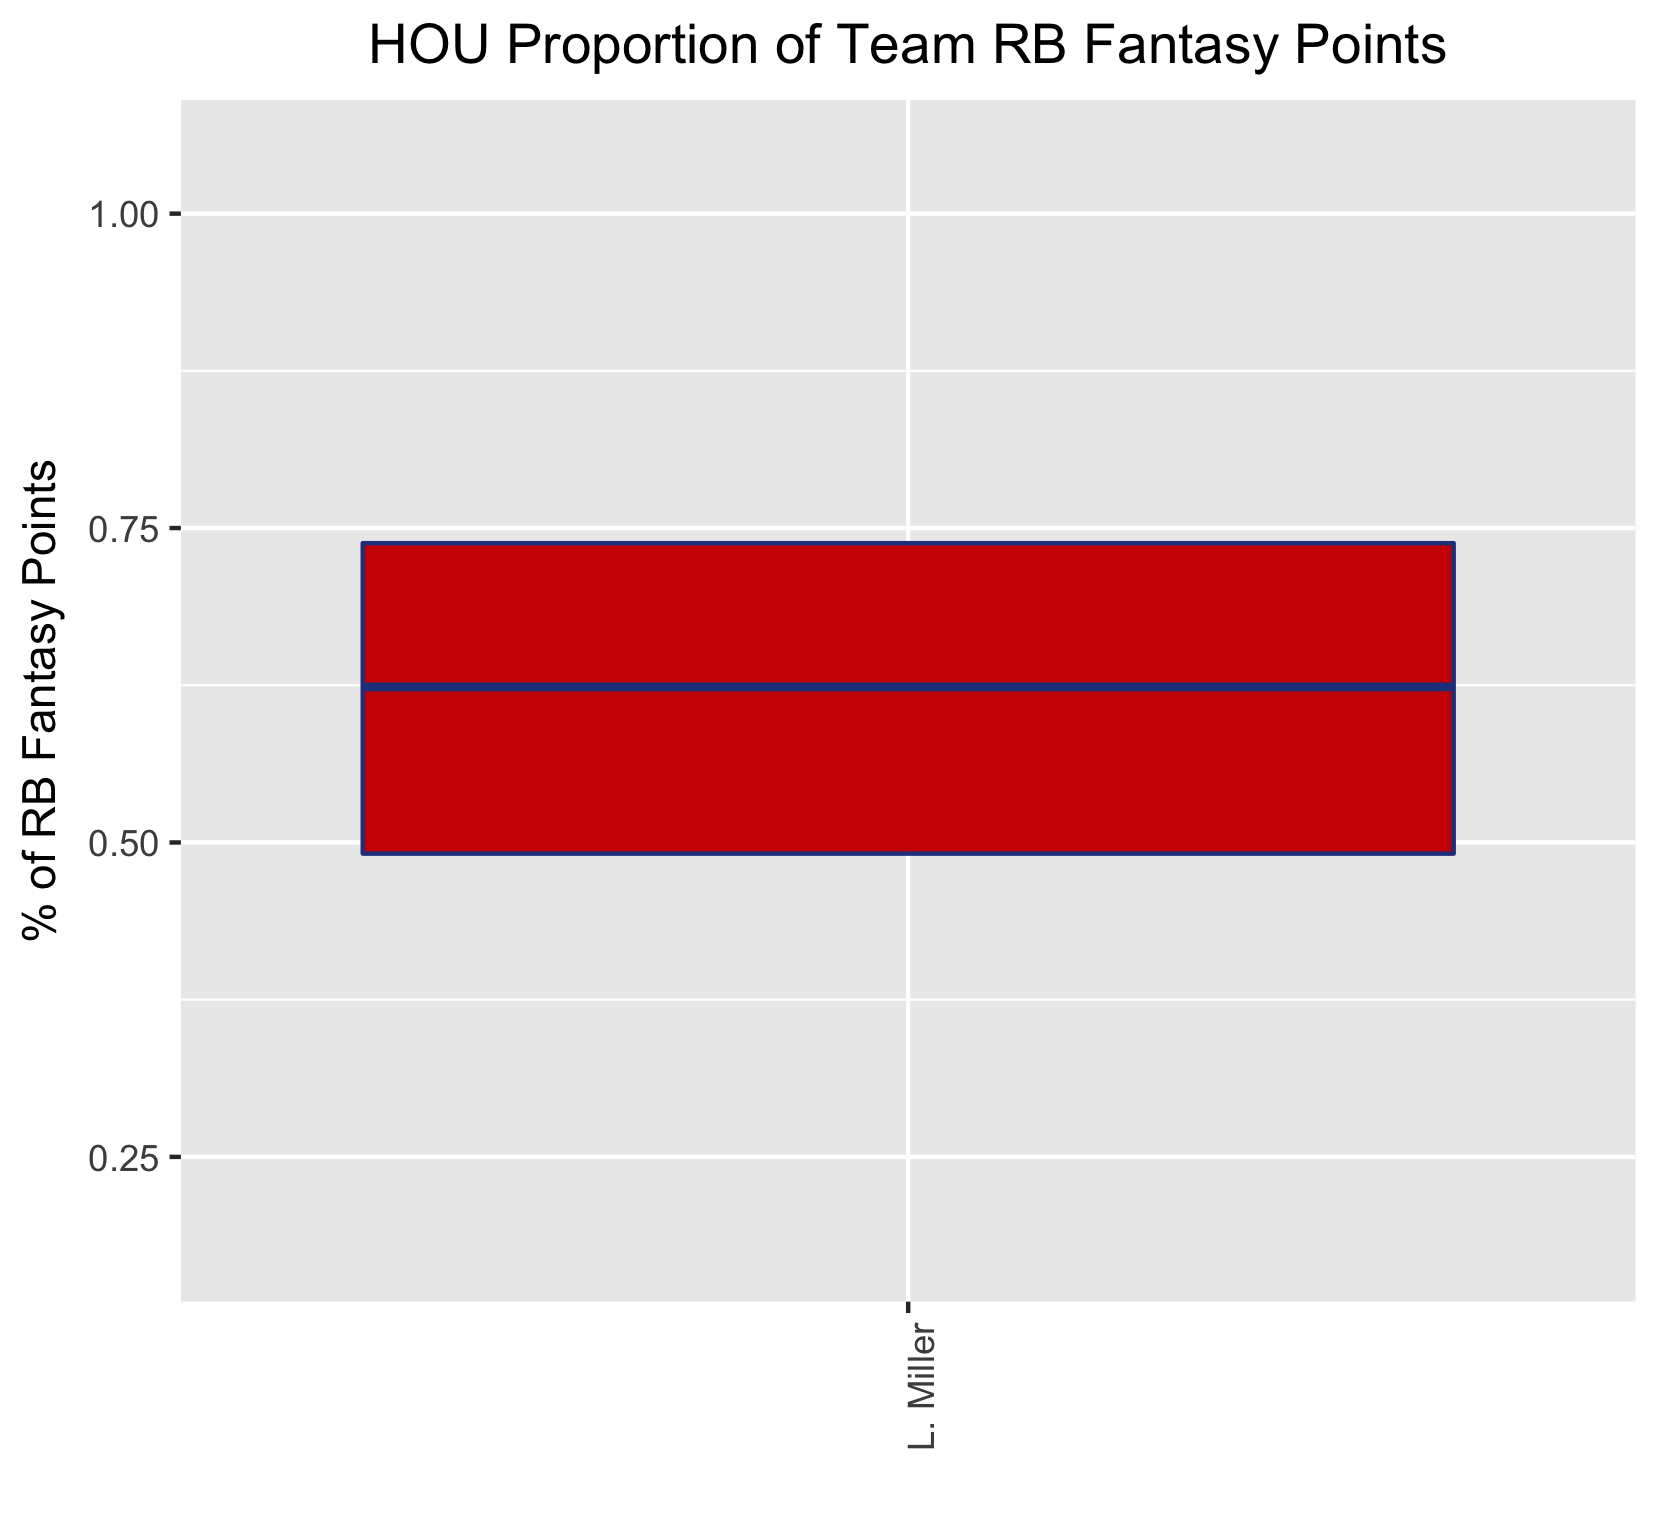 HOU Proportion of Team RB Fantasy Points
% of RB Fantasy Points
1.00
0.75
0.50
0.25
L. Miller